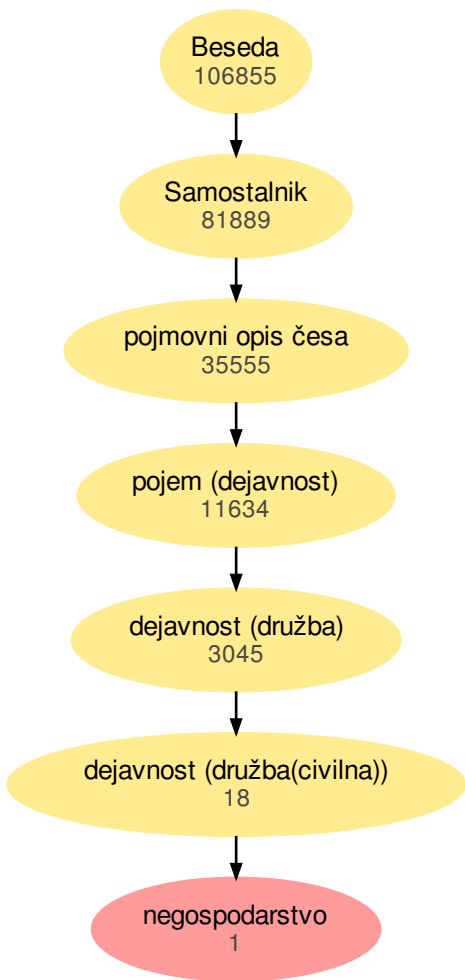 Beseda
106855
Samostalnik
81889
pojmovni opis česa
35555
pojem (dejavnost)
11634
dejavnost (družba)
3045
dejavnost (družba(civilna))
18
negospodarstvo
1